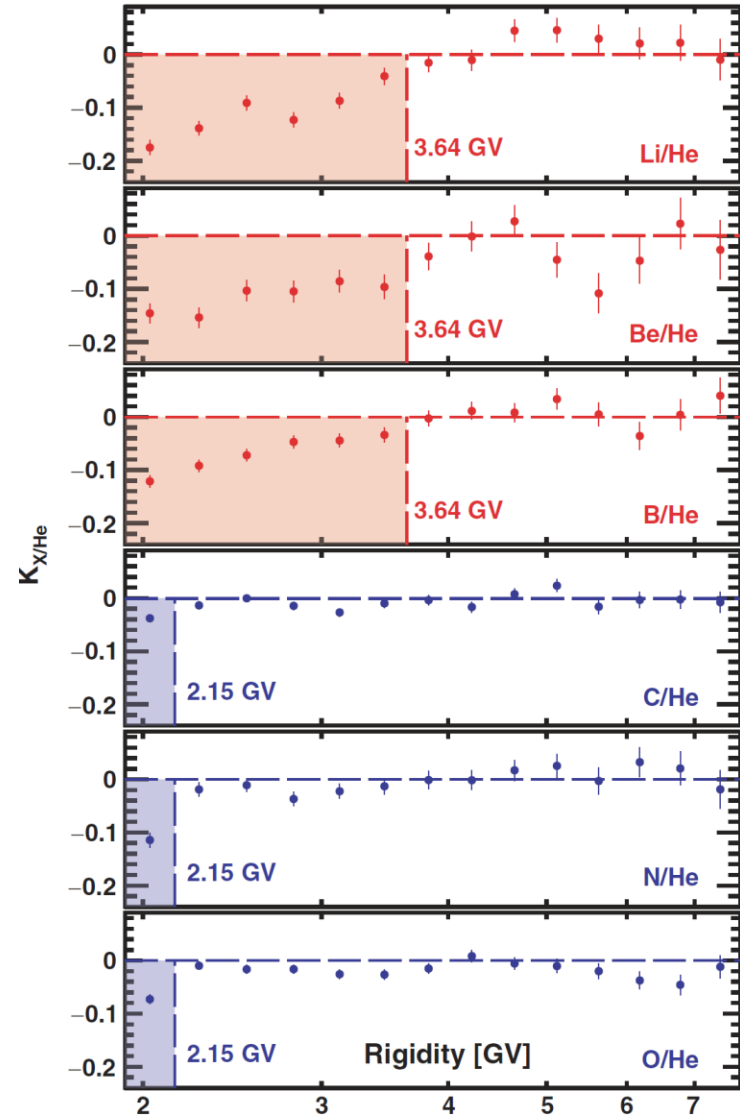 0
−0.1
−0.2
3.64 GV
Li/He
0
−0.1
−0.2
3.64 GV
Be/He
0
−0.1
−0.2
3.64 GV
B/He
K_X/He
0
−0.1
−0.2
2.15 GV
C/He
0
−0.1
−0.2
2.15 GV
N/He
0
−0.1
−0.2
2.15 GV
Rigidity [GV]
O/He
2 3 4 5 6 7